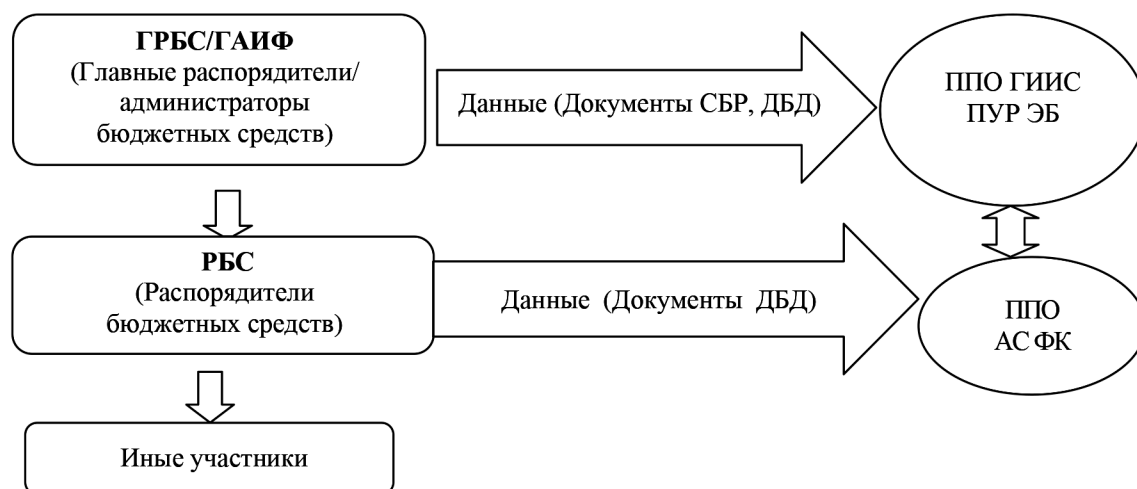 ГРБС/ГАИФ
(Главные распорядители/
администраторы
бюджетных средств)
Данные (Документы СБР, ДБД)
ППО ГИИС
ПУР ЭБ
РБС
(Распорядители
бюджетных средств)
Данные (Документы ДБД)
ППО
АС ФК
Иные участники